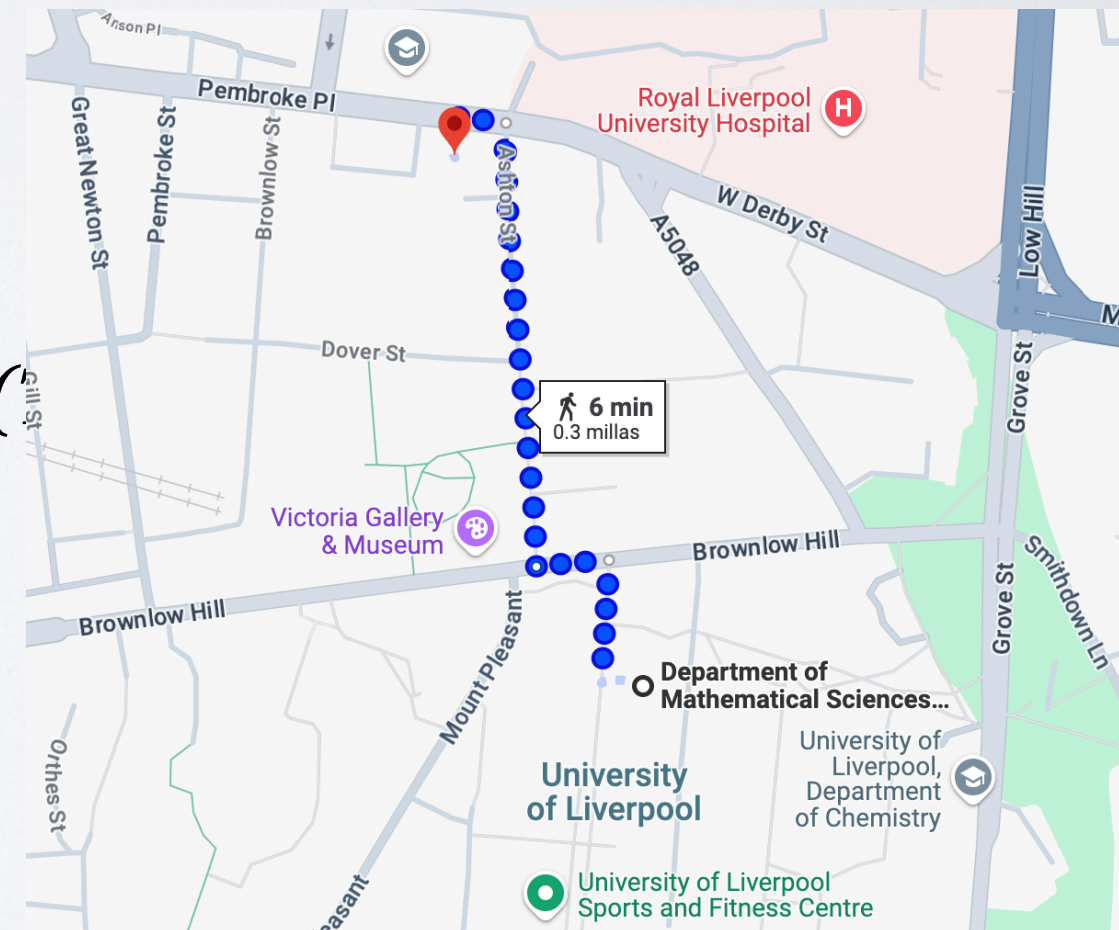 Anson Pl
Pembroke Pl
Royal Liverpool
University Hospital
Great Newton St
Pembroke St
Brownlow St
Ashton St
W Derby St
A5048
Low Hill
M
Dover St
Gill St
6 min
0.3 millas
Grove St
Victoria Gallery
& Museum
Brownlow Hill
Brownlow Hill
Smithdown Ln
Grove St
Mount Pleasant
Department of
Mathematical Sciences...
Orthes St
University
of Liverpool
University of
Liverpool,
Department
of Chemistry
University of Liverpool
Sports and Fitness Centre
easant
H